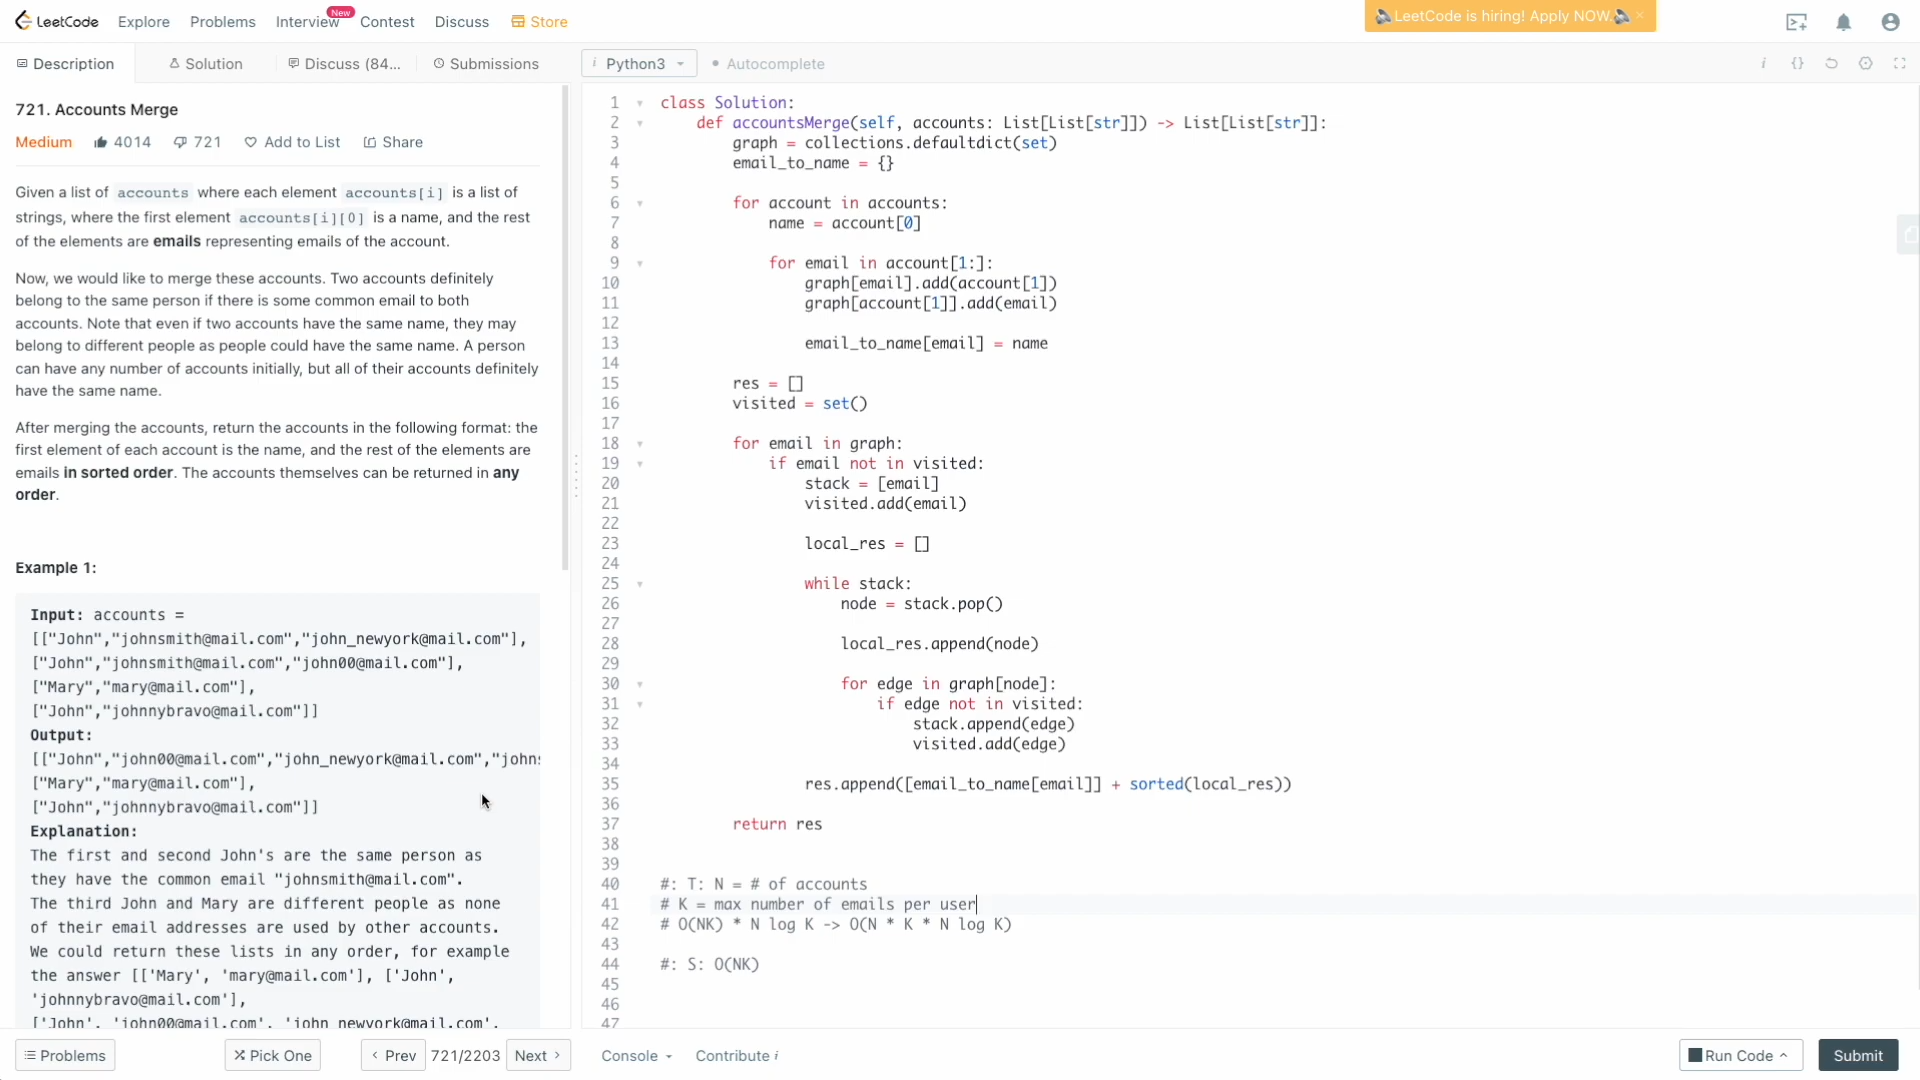 LeetCode Explore Problems Interview New Contest Discuss Store LeetCode is hiring! Apply NOW. ×
Description Solution Discuss (84... Submissions
i Python3 Autocomplete i {}
721. Accounts Merge
Medium 4014 721 Add to List Share
Given a list of accounts where each element accounts[i] is a list of
strings, where the first element accounts[i][0] is a name, and the rest
of the elements are emails representing emails of the account.
Now, we would like to merge these accounts. Two accounts definitely
belong to the same person if there is some common email to both
accounts. Note that even if two accounts have the same name, they may
belong to different people as people could have the same name. A person
can have any number of accounts initially, but all of their accounts definitely
have the same name.
After merging the accounts, return the accounts in the following format: the
first element of each account is the name, and the rest of the elements are
emails in sorted order. The accounts themselves can be returned in any
order.
Example 1:
Input: accounts =
[["John","johnsmith@mail.com","john_newyork@mail.com"],
["John","johnsmith@mail.com","john00@mail.com"],
["Mary","mary@mail.com"],
["John","johnnybravo@mail.com"]]
Output:
[["John","john00@mail.com","john_newyork@mail.com","johns
["Mary","mary@mail.com"],
["John","johnnybravo@mail.com"]]
Explanation:
The first and second John's are the same person as
they have the common email "johnsmith@mail.com".
The third John and Mary are different people as none
of their email addresses are used by other accounts.
We could return these lists in any order, for example
the answer [['Mary', 'mary@mail.com'], ['John',
'johnnybravo@mail.com'],
['John', 'john00@mail.com', 'john_newyork@mail.com',
1 class Solution:
2 def accountsMerge(self, accounts: List[List[str]]) -> List[List[str]]:
3 graph = collections.defaultdict(set)
4 email_to_name = {}
5
6 for account in accounts:
7 name = account[0]
8
9 for email in account[1:]:
10 graph[email].add(account[1])
11 graph[account[1]].add(email)
12
13 email_to_name[email] = name
14
15 res = []
16 visited = set()
17
18 for email in graph:
19 if email not in visited:
20 stack = [email]
21 visited.add(email)
22
23 local_res = []
24
25 while stack:
26 node = stack.pop()
27
28 local_res.append(node)
29
30 for edge in graph[node]:
31 if edge not in visited:
32 stack.append(edge)
33 visited.add(edge)
34
35 res.append([email_to_name[email]] + sorted(local_res))
36
37 return res
38
39
40 #: T: N = # of accounts
41 # K = max number of emails per user
42 # O(NK) * N log K -> O(N * K * N log K)
43
44 #: S: O(NK)
45
46
47
Problems Pick One < Prev 721/2203 Next > Console Contribute i Run Code Submit